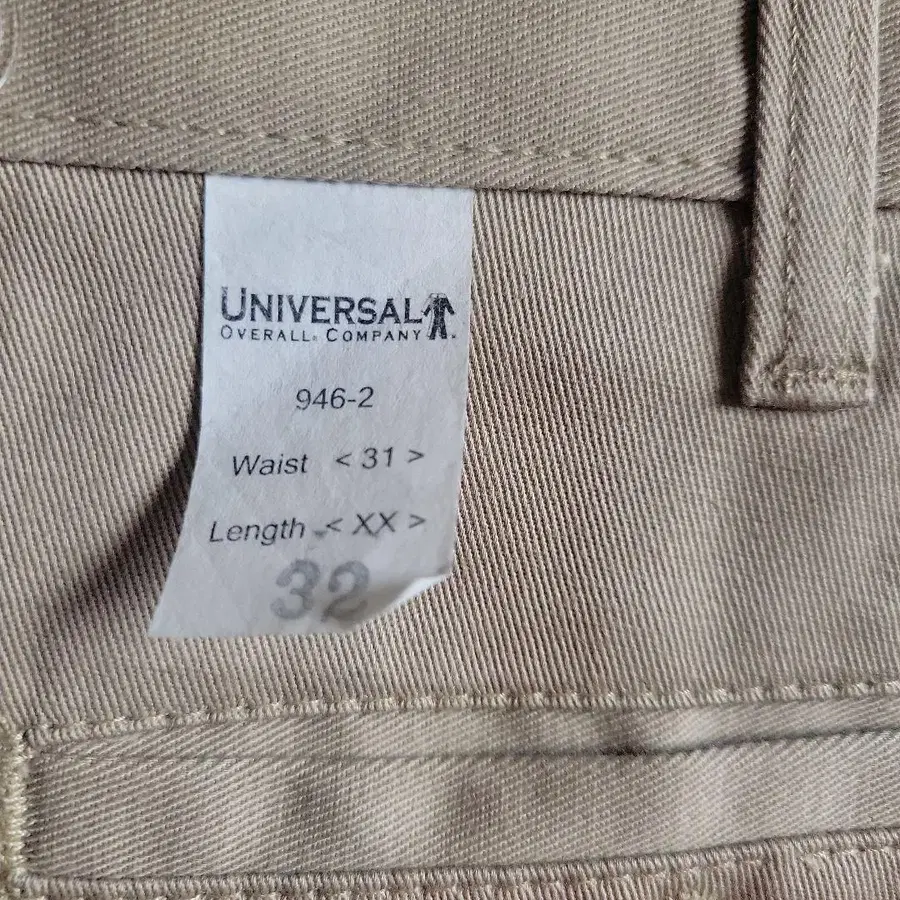 UNIVERSAL
OVERALL COMPANY
946-2
Waist < 31 >
Length < XX >
32